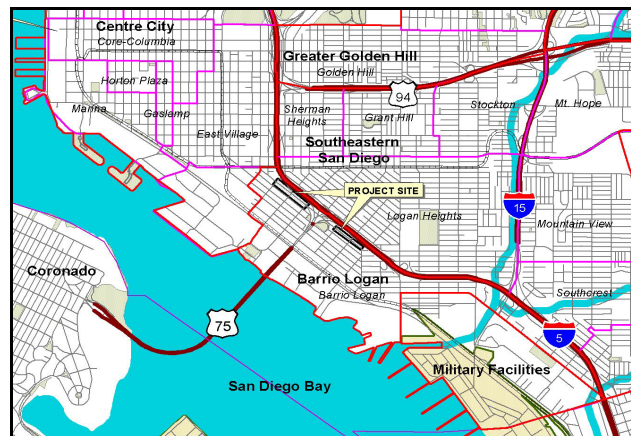 Centre City
Core-Columbia
Greater Golden Hill
Golden Hill
Horton Plaza
94
Marina
Gaslamp
Sherman
Heights
Grant Hill
Stockton
Mt. Hope
East Village
Southeastern
San Diego
PROJECT SITE
15
Logan Heights
Mountain View
Coronado
Barrio Logan
Barrio Logan
Southcrest
75
5
Military Facilities
San Diego Bay